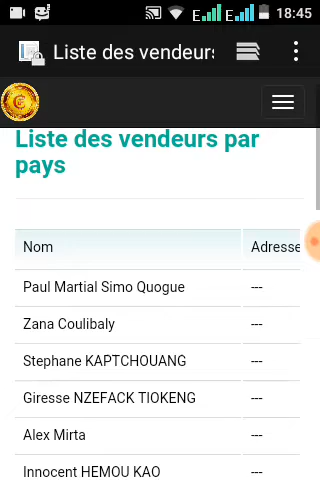 E E 18:45
Liste des vendeurs
Liste des vendeurs par
pays
Nom Adresse
Paul Martial Simo Quogue ---
Zana Coulibaly ---
Stephane KAPTCHOUANG ---
Giresse NZEFACK TIOKENG ---
Alex Mirta ---
Innocent HEMOU KAO ---